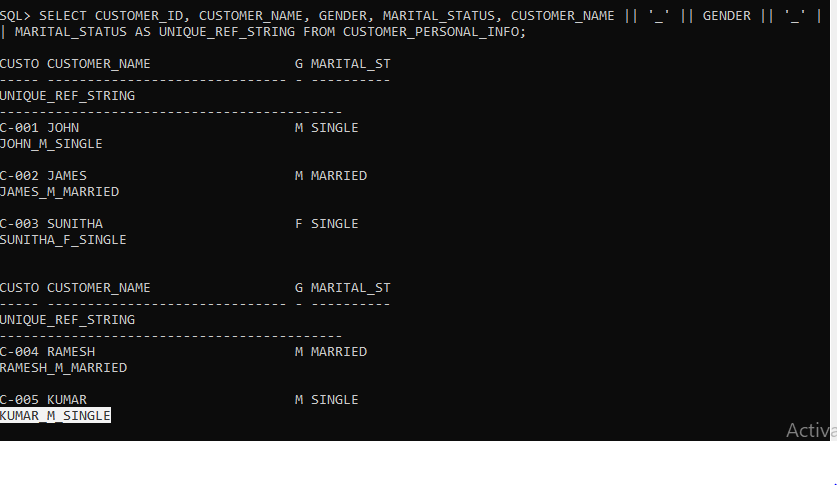 SQL> SELECT CUSTOMER_ID, CUSTOMER_NAME, GENDER, MARITAL_STATUS, CUSTOMER_NAME || '_' || GENDER || '_' |
| MARITAL_STATUS AS UNIQUE_REF_STRING FROM CUSTOMER_PERSONAL_INFO;
CUSTO CUSTOMER_NAME                  G MARITAL_ST
----- ------------------------------ - ----------
UNIQUE_REF_STRING
-------------------------------------------
C-001 JOHN                           M SINGLE
JOHN_M_SINGLE
C-002 JAMES                          M MARRIED
JAMES_M_MARRIED
C-003 SUNITHA                        F SINGLE
SUNITHA_F_SINGLE
CUSTO CUSTOMER_NAME                  G MARITAL_ST
----- ------------------------------ - ----------
UNIQUE_REF_STRING
-------------------------------------------
C-004 RAMESH                         M MARRIED
RAMESH_M_MARRIED
C-005 KUMAR                          M SINGLE
KUMAR_M_SINGLE
Activa